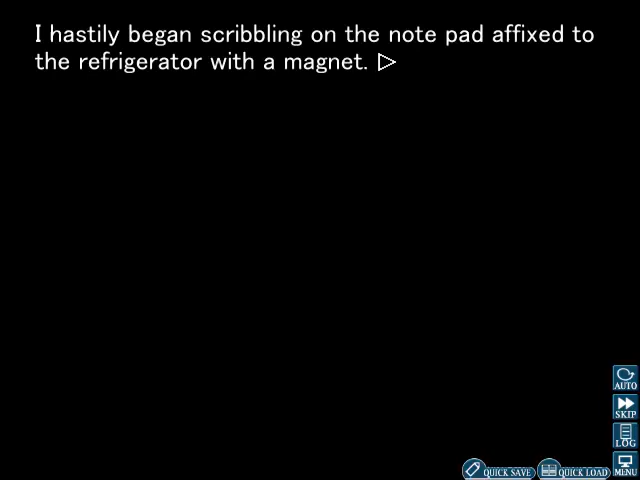 I hastily began scribbling on the note pad affixed to
the refrigerator with a magnet.
AUTO
SKIP
LOG
MENU
QUICK SAVE
QUICK LOAD